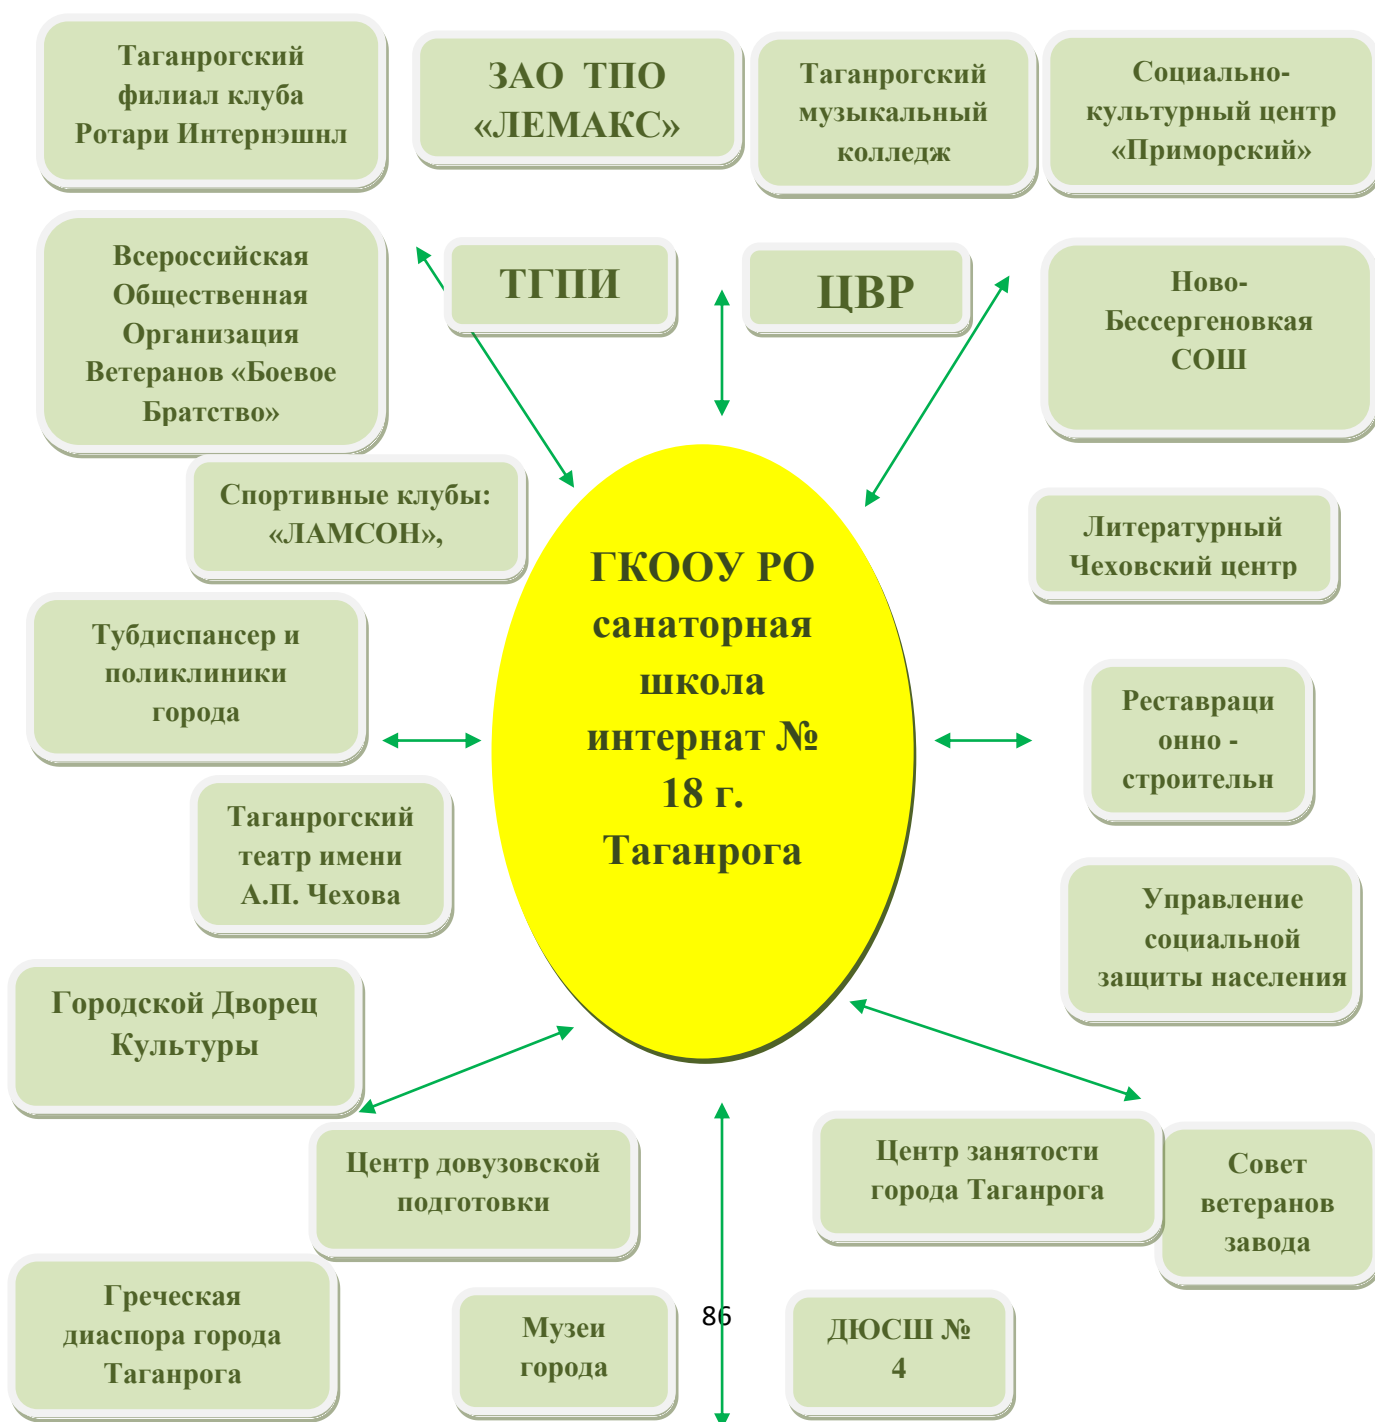 Таганрогский
филиал клуба
Ротари Интернэшнл
ЗАО ТПО
«ЛЕМАКС»
Таганрогский
музыкальный
колледж
Социально-
культурный центр
«Приморский»
Всероссийская
Общественная
Организация
Ветеранов «Боевое
Братство»
ТГПИ
ЦВР
Ново-
Бессергеновкая
СОШ
Спортивные клубы:
«ЛАМСОН»,
Литературный
Чеховский центр
ГКООУ РО
санаторная
школа
интернат №
18 г.
Таганрога
Тубдиспансер и
поликлиники
города
Реставраци
онно -
строительн
Таганрогский
театр имени
А.П. Чехова
Управление
социальной
защиты населения
Городской Дворец
Культуры
Центр довузовской
подготовки
Центр занятости
города Таганрога
Совет
ветеранов
завода
Греческая
диаспора города
Таганрога
Музеи
города
86
ДЮСШ №
4